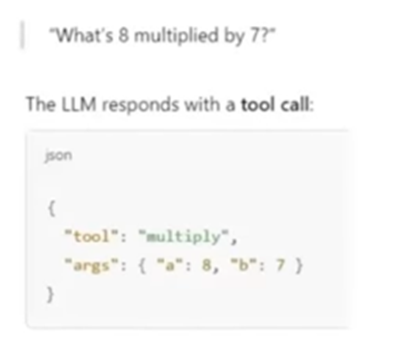 "What's 8 multiplied by 7?"
The LLM responds with a tool call:
json
{
"tool": "multiply",
"args": { "a": 8, "b": 7 }
}